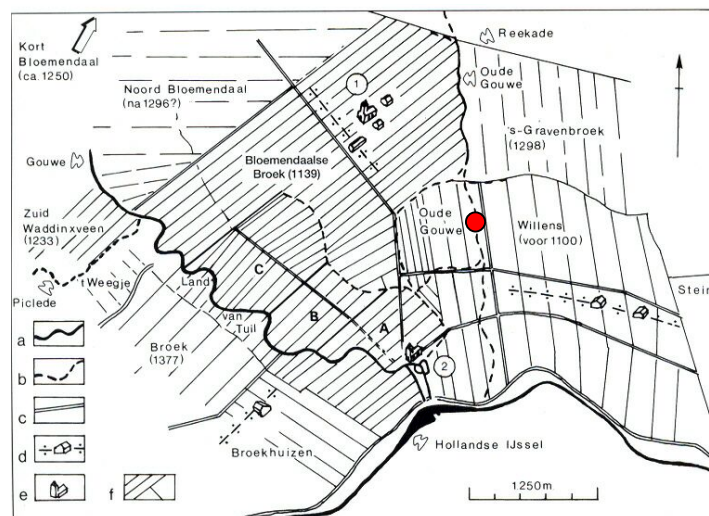 Kort
Bloemendaal
(ca. 1250)
Noord Bloemendaal
(na 1296?)
1
Reekade
Oude
Gouwe
's-Gravenbroek
(1298)
Gouwe
Bloemendaalse
Broek (1139)
Zuid
Waddinxveen
(1233)
Oude
Gouwe
Willens
(voor 1100)
't Weegje
Land
C
Piclede
Stein
van
Tuil
B
A
Broek
(1377)
2
a
b
c
d
e
f
Broekhuizen
Hollandse IJssel
1250m.